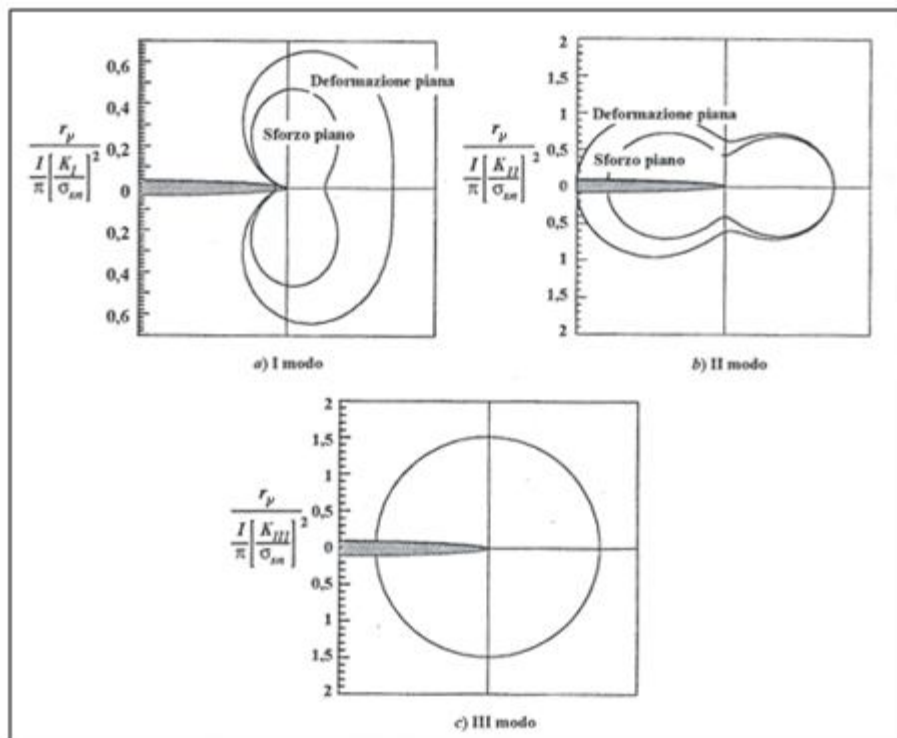 0,6
0,4
0,2
0
0,2
0,4
0,6
Deformazione piana
Sforzo piano
r_p
I/π [K_I/σ_sn]²
a) I modo
2
1,5
1
0,5
0
0,5
1
1,5
2
Deformazione piana
Sforzo piano
r_p
I/π [K_II/σ_sn]²
b) II modo
2
1,5
1
0,5
0
0,5
1
1,5
2
r_p
I/π [K_III/σ_sn]²
c) III modo